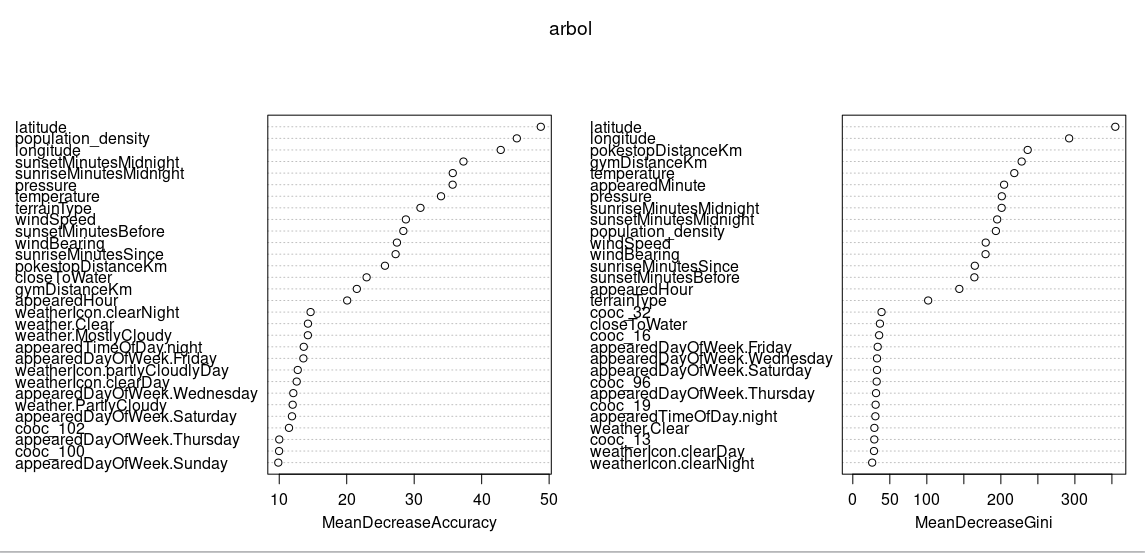 arbol
latitude
population_density
longitude
sunsetMinutesMidnight
sunriseMinutesMidnight
pressure
temperature
terrainType
windSpeed
sunsetMinutesBefore
windBearing
sunriseMinutesSince
pokestopDistanceKm
closeToWater
gymDistanceKm
appearedHour
weatherIcon.clearNight
weather.Clear
weather.MostlyCloudy
appearedTimeOfDay.night
appearedDayOfWeek.Friday
weatherIcon.partlyCloudlyDay
weatherIcon.clearDay
appearedDayOfWeek.Wednesday
weather.PartlyCloudy
appearedDayOfWeek.Saturday
cooc_102
appearedDayOfWeek.Thursday
cooc_100
appearedDayOfWeek.Sunday
10 20 30 40 50
MeanDecreaseAccuracy
latitude
longitude
pokestopDistanceKm
gymDistanceKm
temperature
appearedMinute
pressure
sunriseMinutesMidnight
sunsetMinutesMidnight
population_density
windSpeed
windBearing
sunriseMinutesSince
sunsetMinutesBefore
appearedHour
terrainType
cooc_32
closeToWater
cooc_16
appearedDayOfWeek.Friday
appearedDayOfWeek.Wednesday
appearedDayOfWeek.Saturday
cooc_96
appearedDayOfWeek.Thursday
cooc_19
appearedTimeOfDay.night
weather.Clear
cooc_13
weatherIcon.clearDay
weatherIcon.clearNight
0 50 100 200 300
MeanDecreaseGini